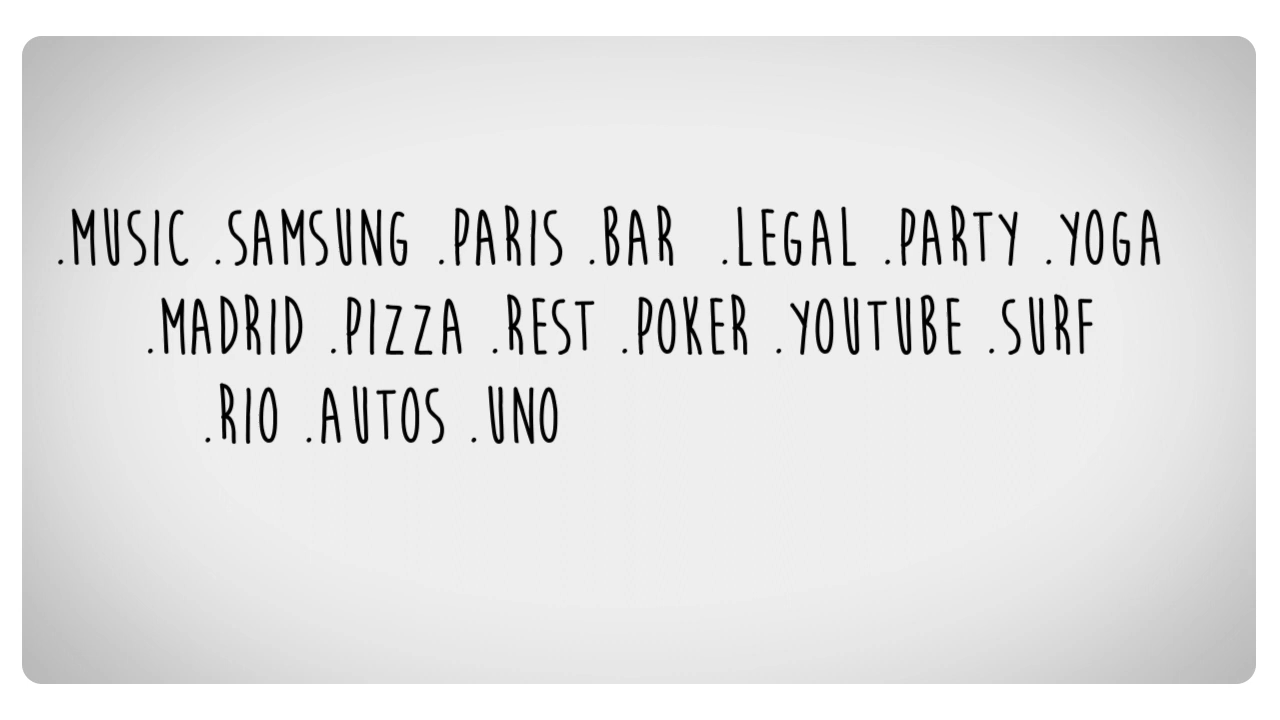 .MUSIC .SAMSUNG .PARIS .BAR .LEGAL .PARTY .YOGA
.MADRID .PIZZA .REST .POKER .YOUTUBE .SURF
.RIO .AUTOS .UNO